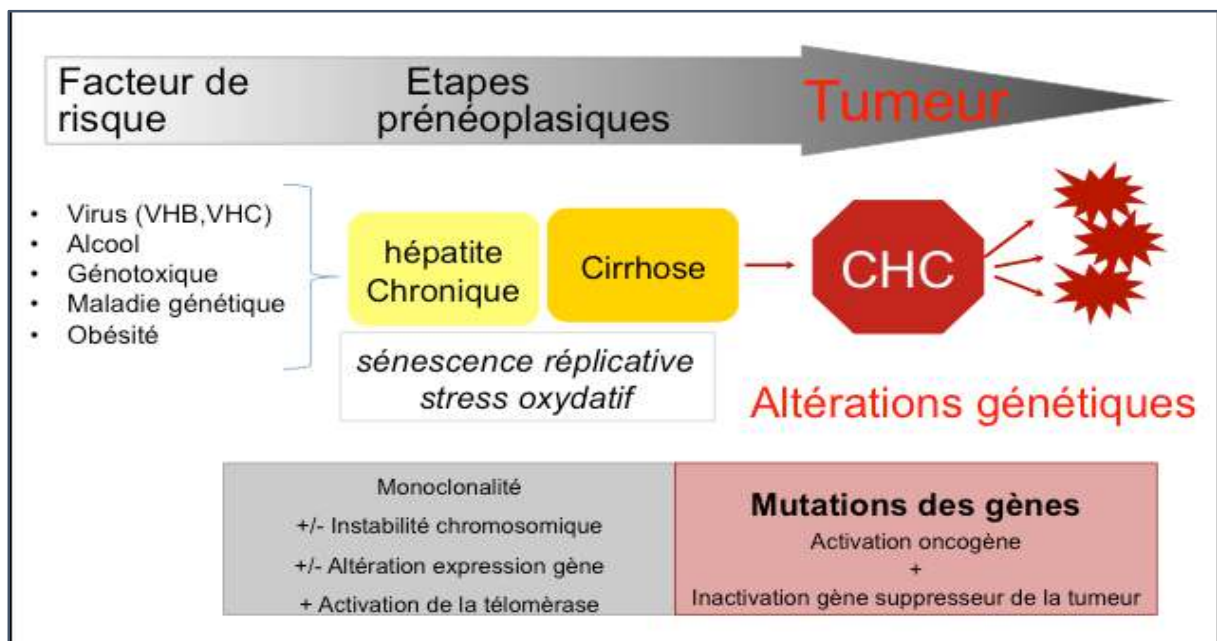 Facteur de
risque
Etapes
prénéoplasiques
Tumeur
• Virus (VHB,VHC)
• Alcool
• Génotoxique
• Maladie génétique
• Obésité
hépatite
Chronique
Cirrhose
CHC
sénescence réplicative
stress oxydatif
Altérations génétiques
Monoclonalité
+/- Instabilité chromosomique
+/- Altération expression gène
+ Activation de la télomèrase
Mutations des gènes
Activation oncogène
+
Inactivation gène suppresseur de la tumeur